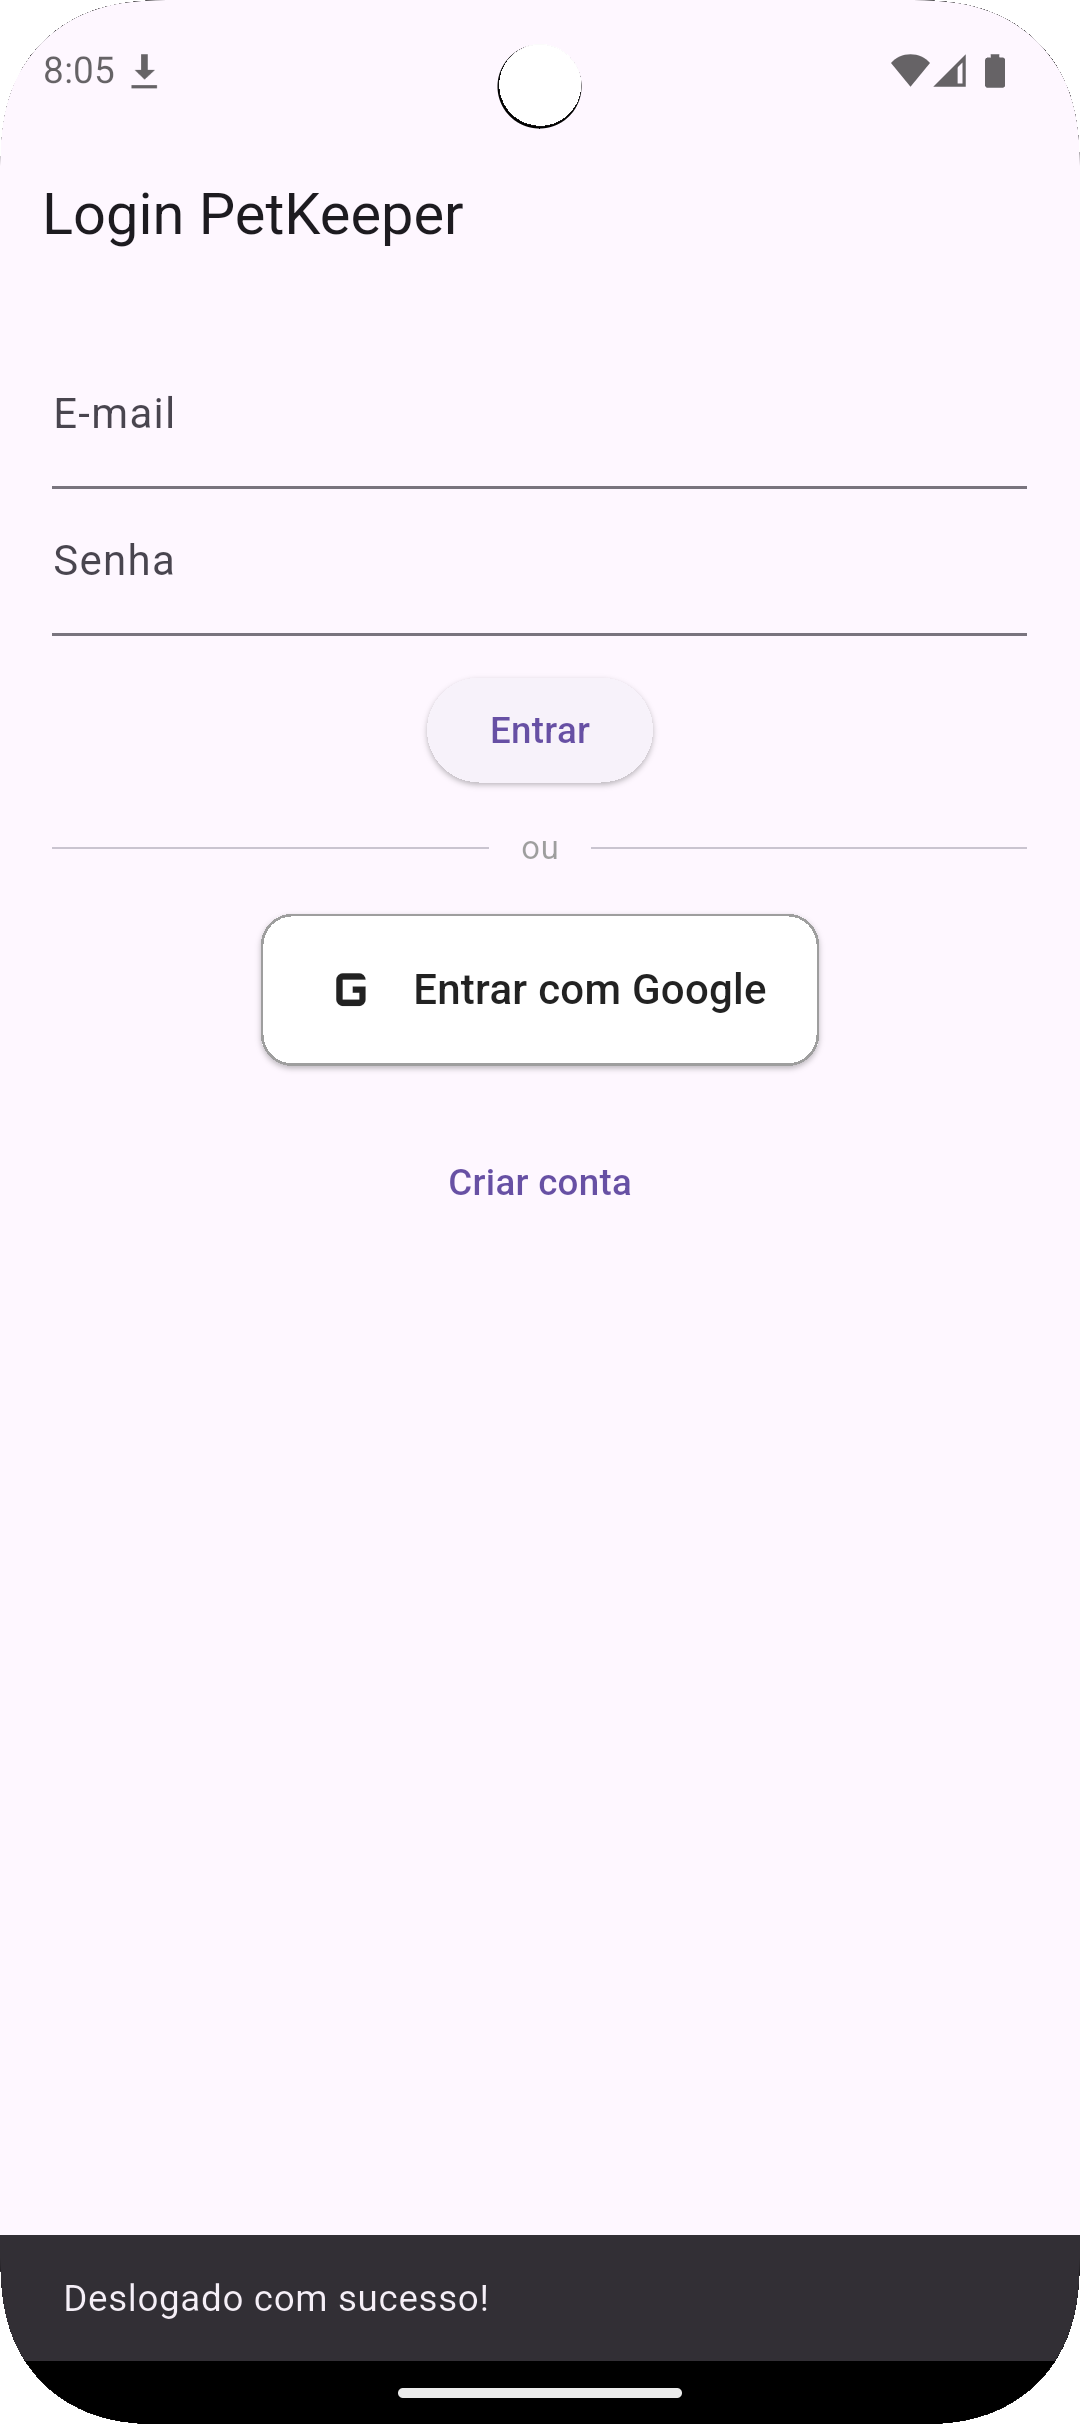 8:05
Login PetKeeper
E-mail
Senha
Entrar
ou
G Entrar com Google
Criar conta
Deslogado com sucesso!